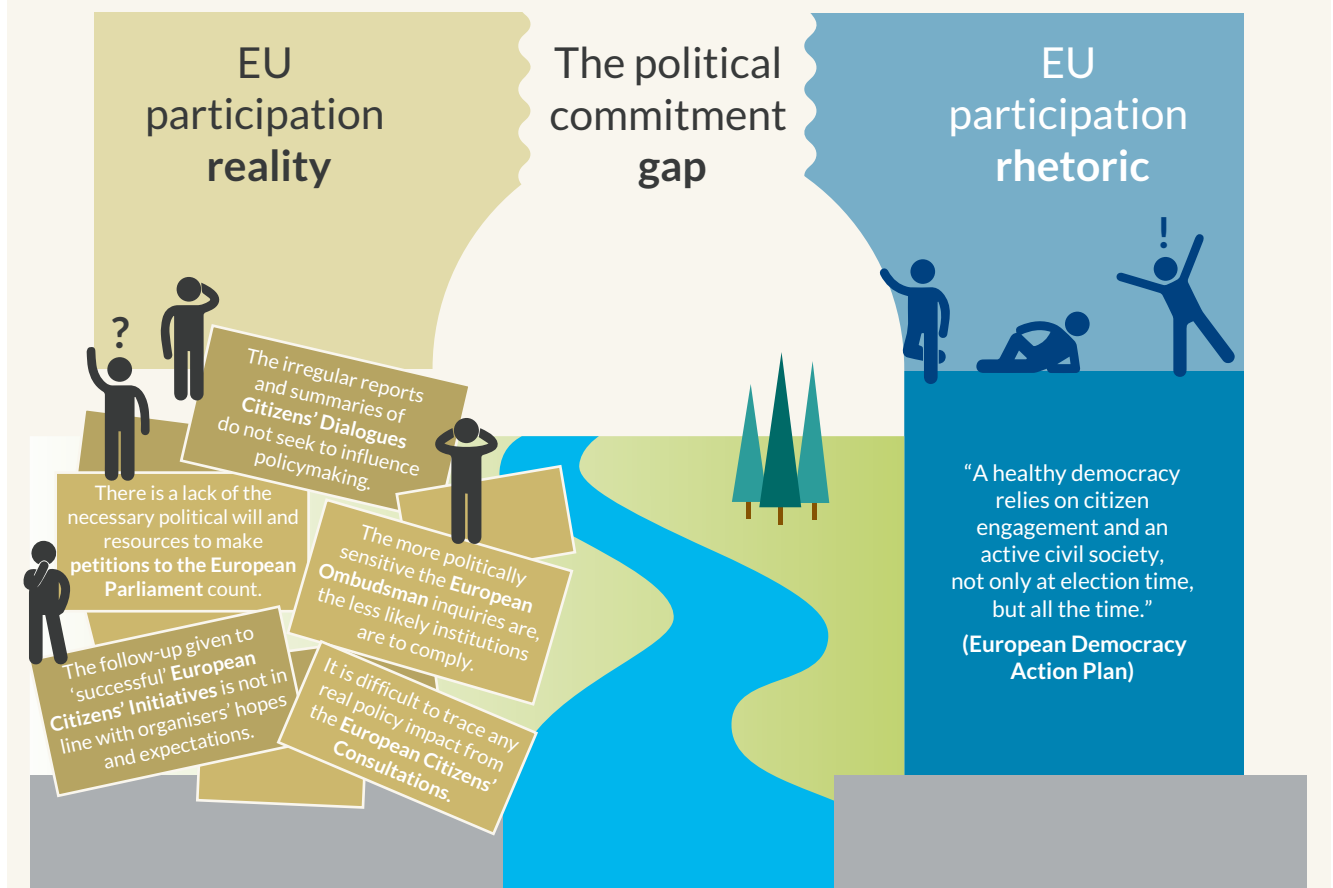 EU
participation
reality
The political
commitment
gap
EU
participation
rhetoric
?
!
The irregular reports
and summaries of
Citizens’ Dialogues
do not seek to influence
policymaking.
There is a lack of the
necessary political will and
resources to make
petitions to the European
Parliament count.
The more politically
sensitive the European
Ombudsman inquiries are,
the less likely institutions
are to comply.
The follow-up given to
‘successful’ European
Citizens’ Initiatives is not in
line with organisers’ hopes
and expectations.
It is difficult to trace any
real policy impact from
the European Citizens’
Consultations.
“A healthy democracy
relies on citizen
engagement and an
active civil society,
not only at election time,
but all the time.”
(European Democracy
Action Plan)